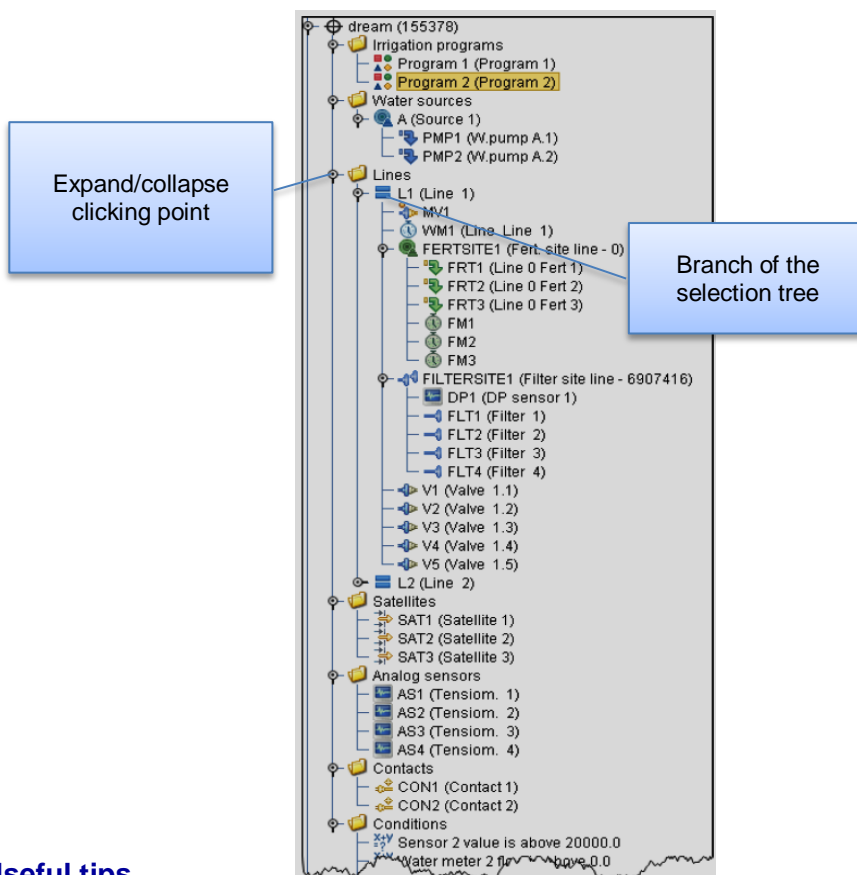 dream (155378)
Irrigation programs
Program 1 (Program 1)
Program 2 (Program 2)
Water sources
A (Source 1)
PMP1 (W.pump A.1)
PMP2 (W.pump A.2)
Expand/collapse
clicking point
Lines
L1 (Line 1)
MV1
WM1 (Line Line 1)
FERTSITE1 (Fert. site line - 0)
Branch of the
selection tree
FRT1 (Line 0 Fert 1)
FRT2 (Line 0 Fert 2)
FRT3 (Line 0 Fert 3)
FM1
FM2
FM3
FILTERSITE1 (Filter site line - 6907416)
DP1 (DP sensor 1)
FLT1 (Filter 1)
FLT2 (Filter 2)
FLT3 (Filter 3)
FLT4 (Filter 4)
V1 (Valve 1.1)
V2 (Valve 1.2)
V3 (Valve 1.3)
V4 (Valve 1.4)
V5 (Valve 1.5)
L2 (Line 2)
Satellites
SAT1 (Satellite 1)
SAT2 (Satellite 2)
SAT3 (Satellite 3)
Analog sensors
AS1 (Tensiom. 1)
AS2 (Tensiom. 2)
AS3 (Tensiom. 3)
AS4 (Tensiom. 4)
Contacts
CON1 (Contact 1)
CON2 (Contact 2)
Conditions
Sensor 2 value is above 20000.0
Water meter 2 above 0.0
Useful tips